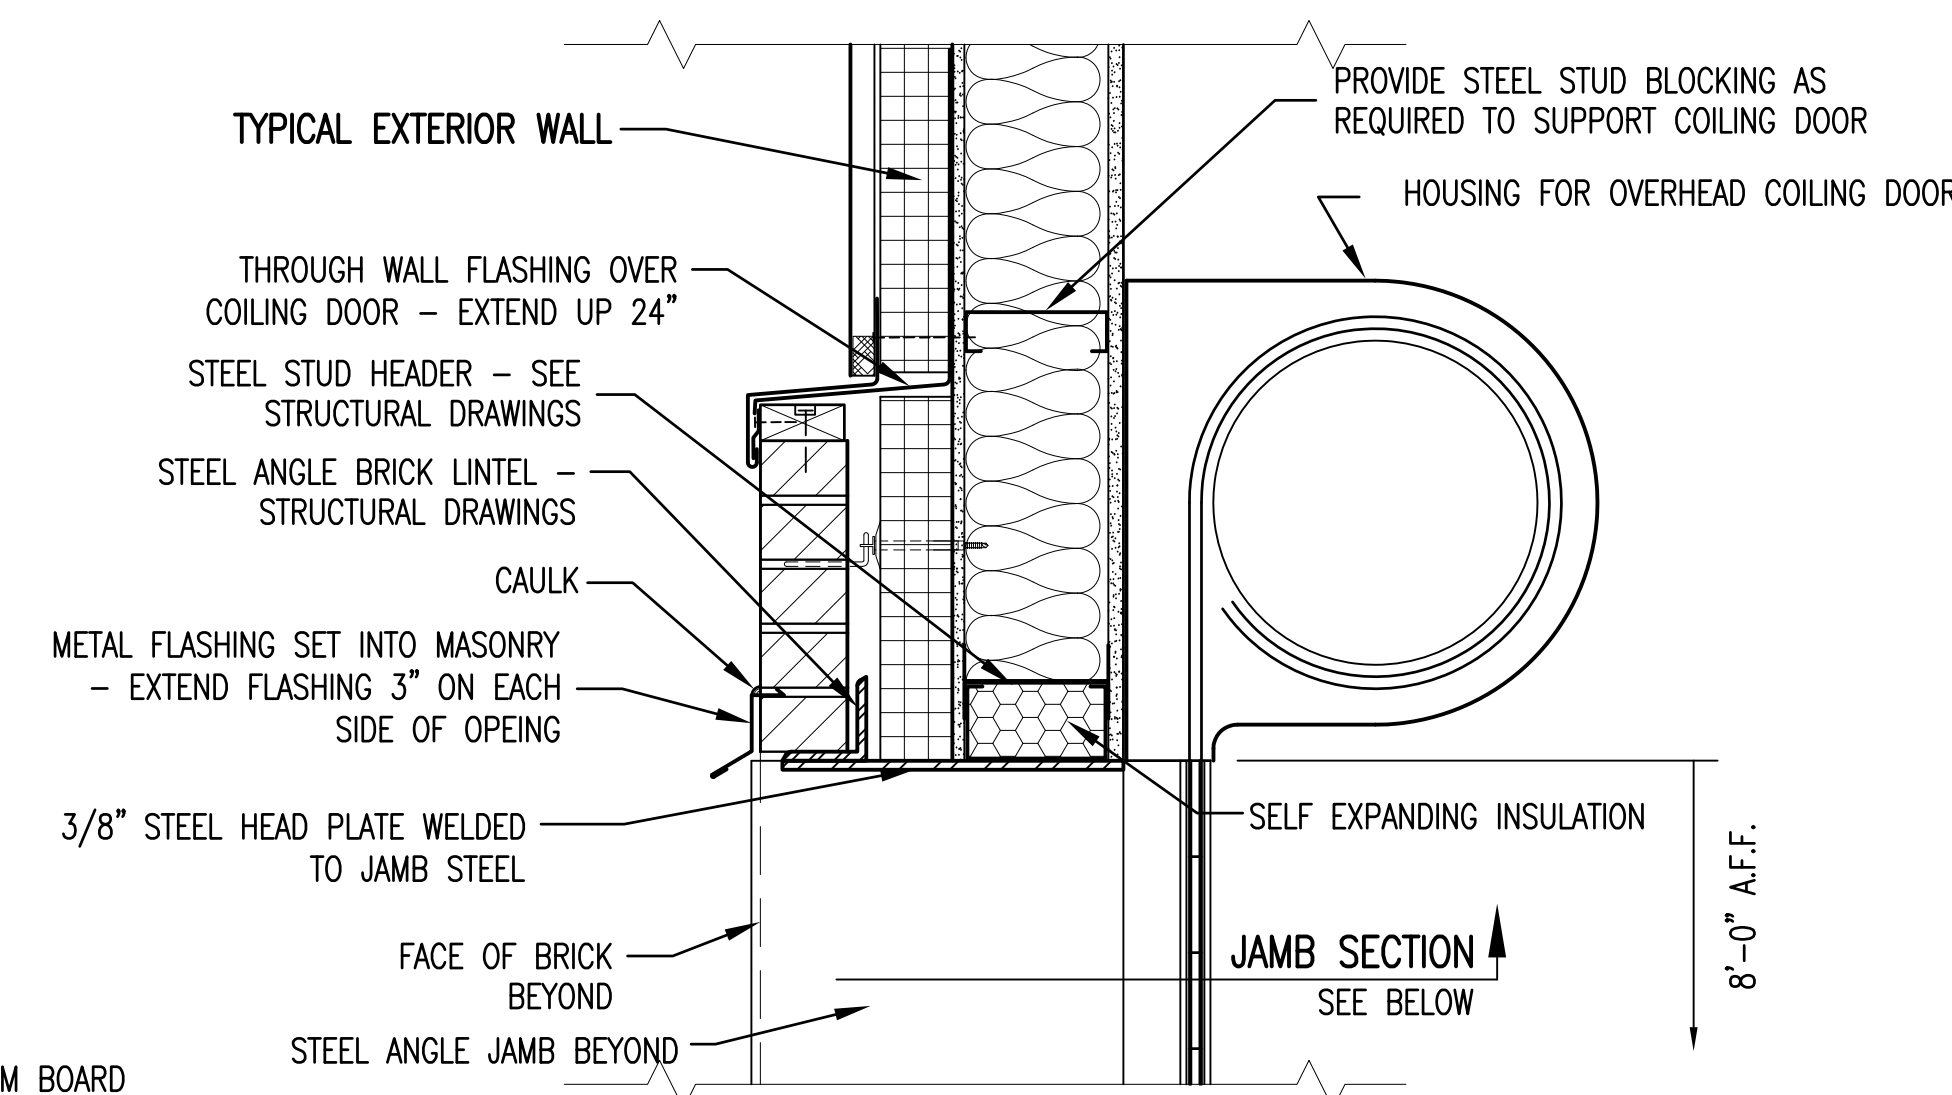 TYPICAL EXTERIOR WALL
THROUGH WALL FLASHING OVER
COILING DOOR – EXTEND UP 24"
STEEL STUD HEADER – SEE
STRUCTURAL DRAWINGS
STEEL ANGLE BRICK LINTEL –
STRUCTURAL DRAWINGS
CAULK
METAL FLASHING SET INTO MASONRY
– EXTEND FLASHING 3" ON EACH
SIDE OF OPEING
3/8" STEEL HEAD PLATE WELDED
TO JAMB STEEL
FACE OF BRICK
BEYOND
STEEL ANGLE JAMB BEYOND
M BOARD
PROVIDE STEEL STUD BLOCKING AS
REQUIRED TO SUPPORT COILING DOOR
HOUSING FOR OVERHEAD COILING DOOR
SELF EXPANDING INSULATION
JAMB SECTION
SEE BELOW
8'-0" A.F.F.